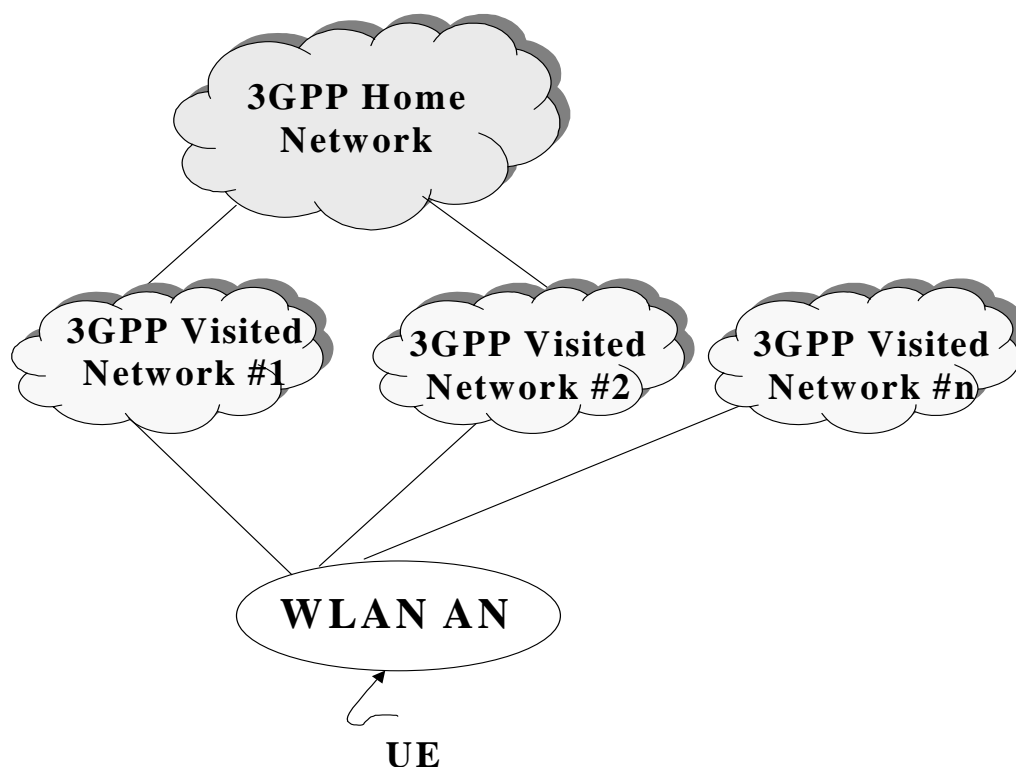 3GPP Home
Network
3GPP Visited
Network #1
3GPP Visited
Network #2
3GPP Visited
Network #n
WLAN AN
UE